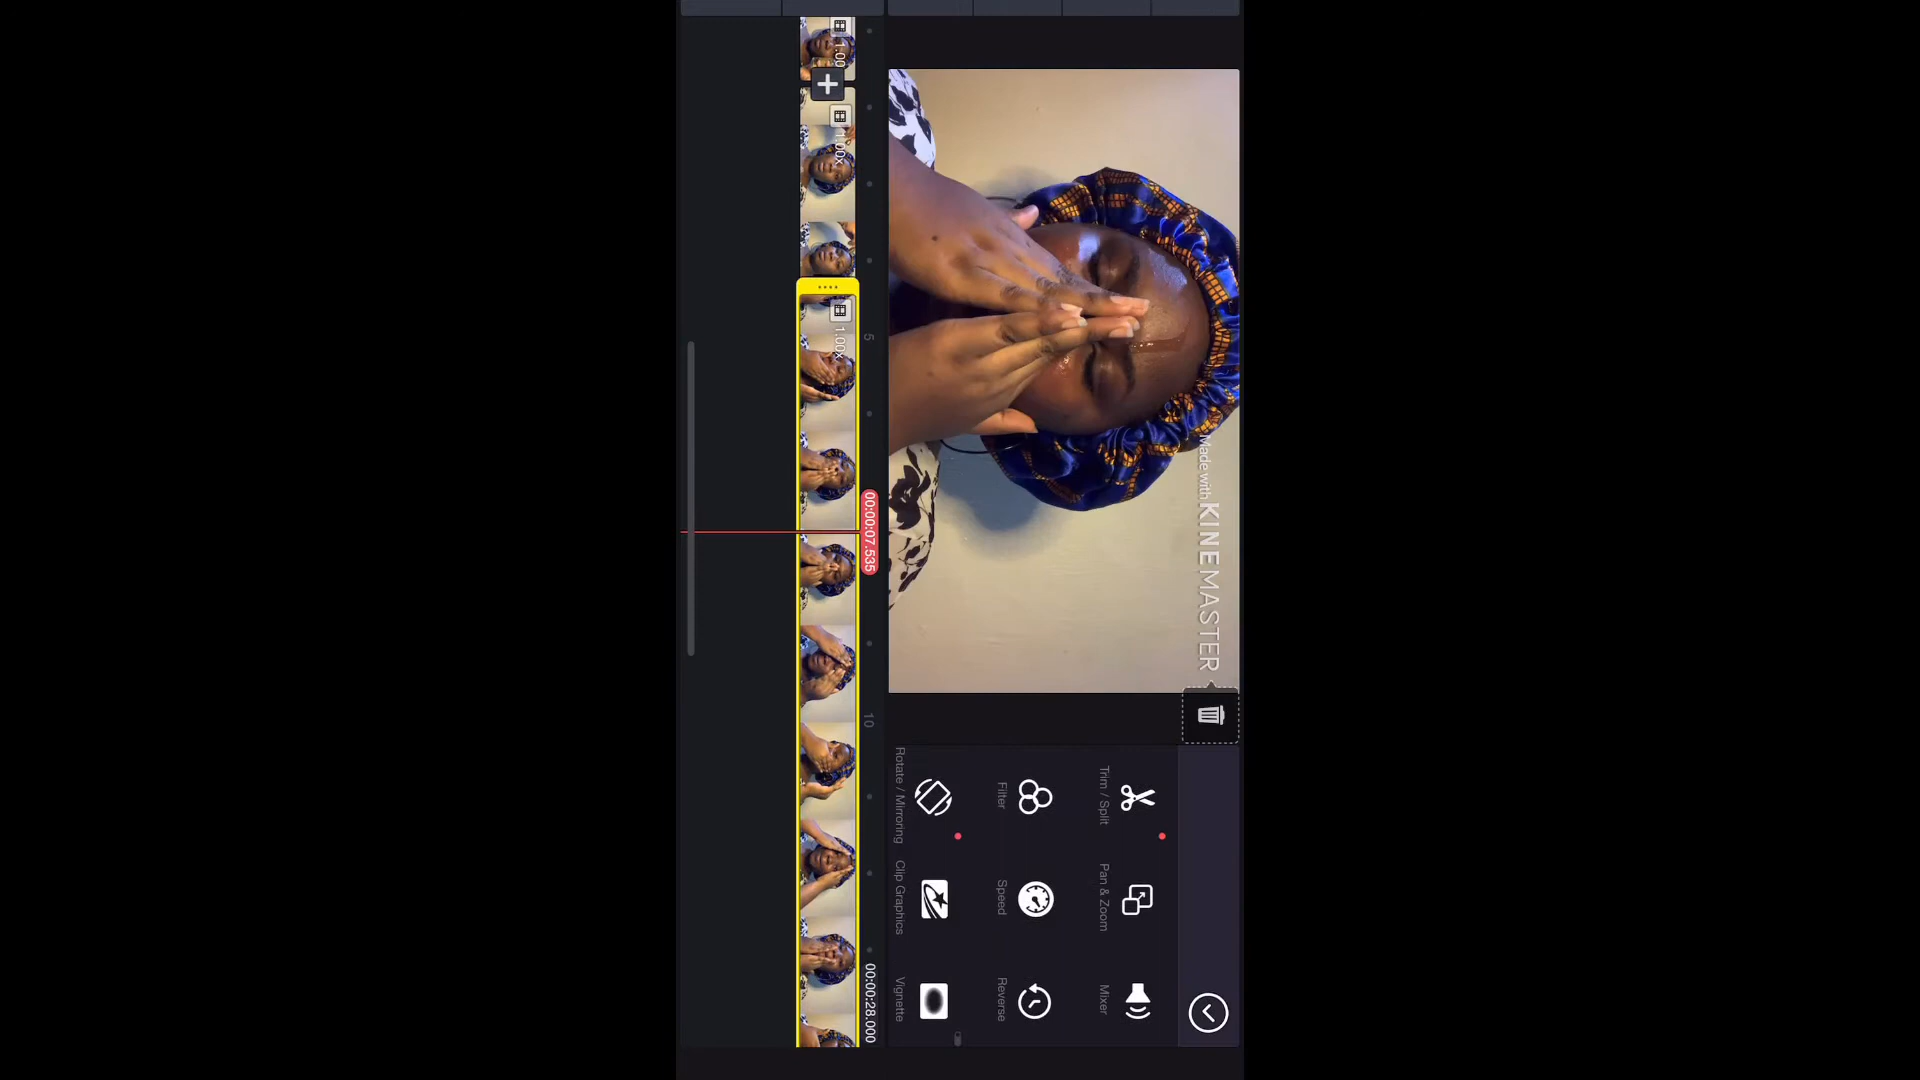 Made with KINEMASTER
Trim / Split
Pan & Zoom
Mixer
Filter
Speed
Reverse
Rotate / Mirroring
Clip Graphics
Vignette
5
00:00:07.535
10
00:00:28.000
1.00
1.00x
1.00x